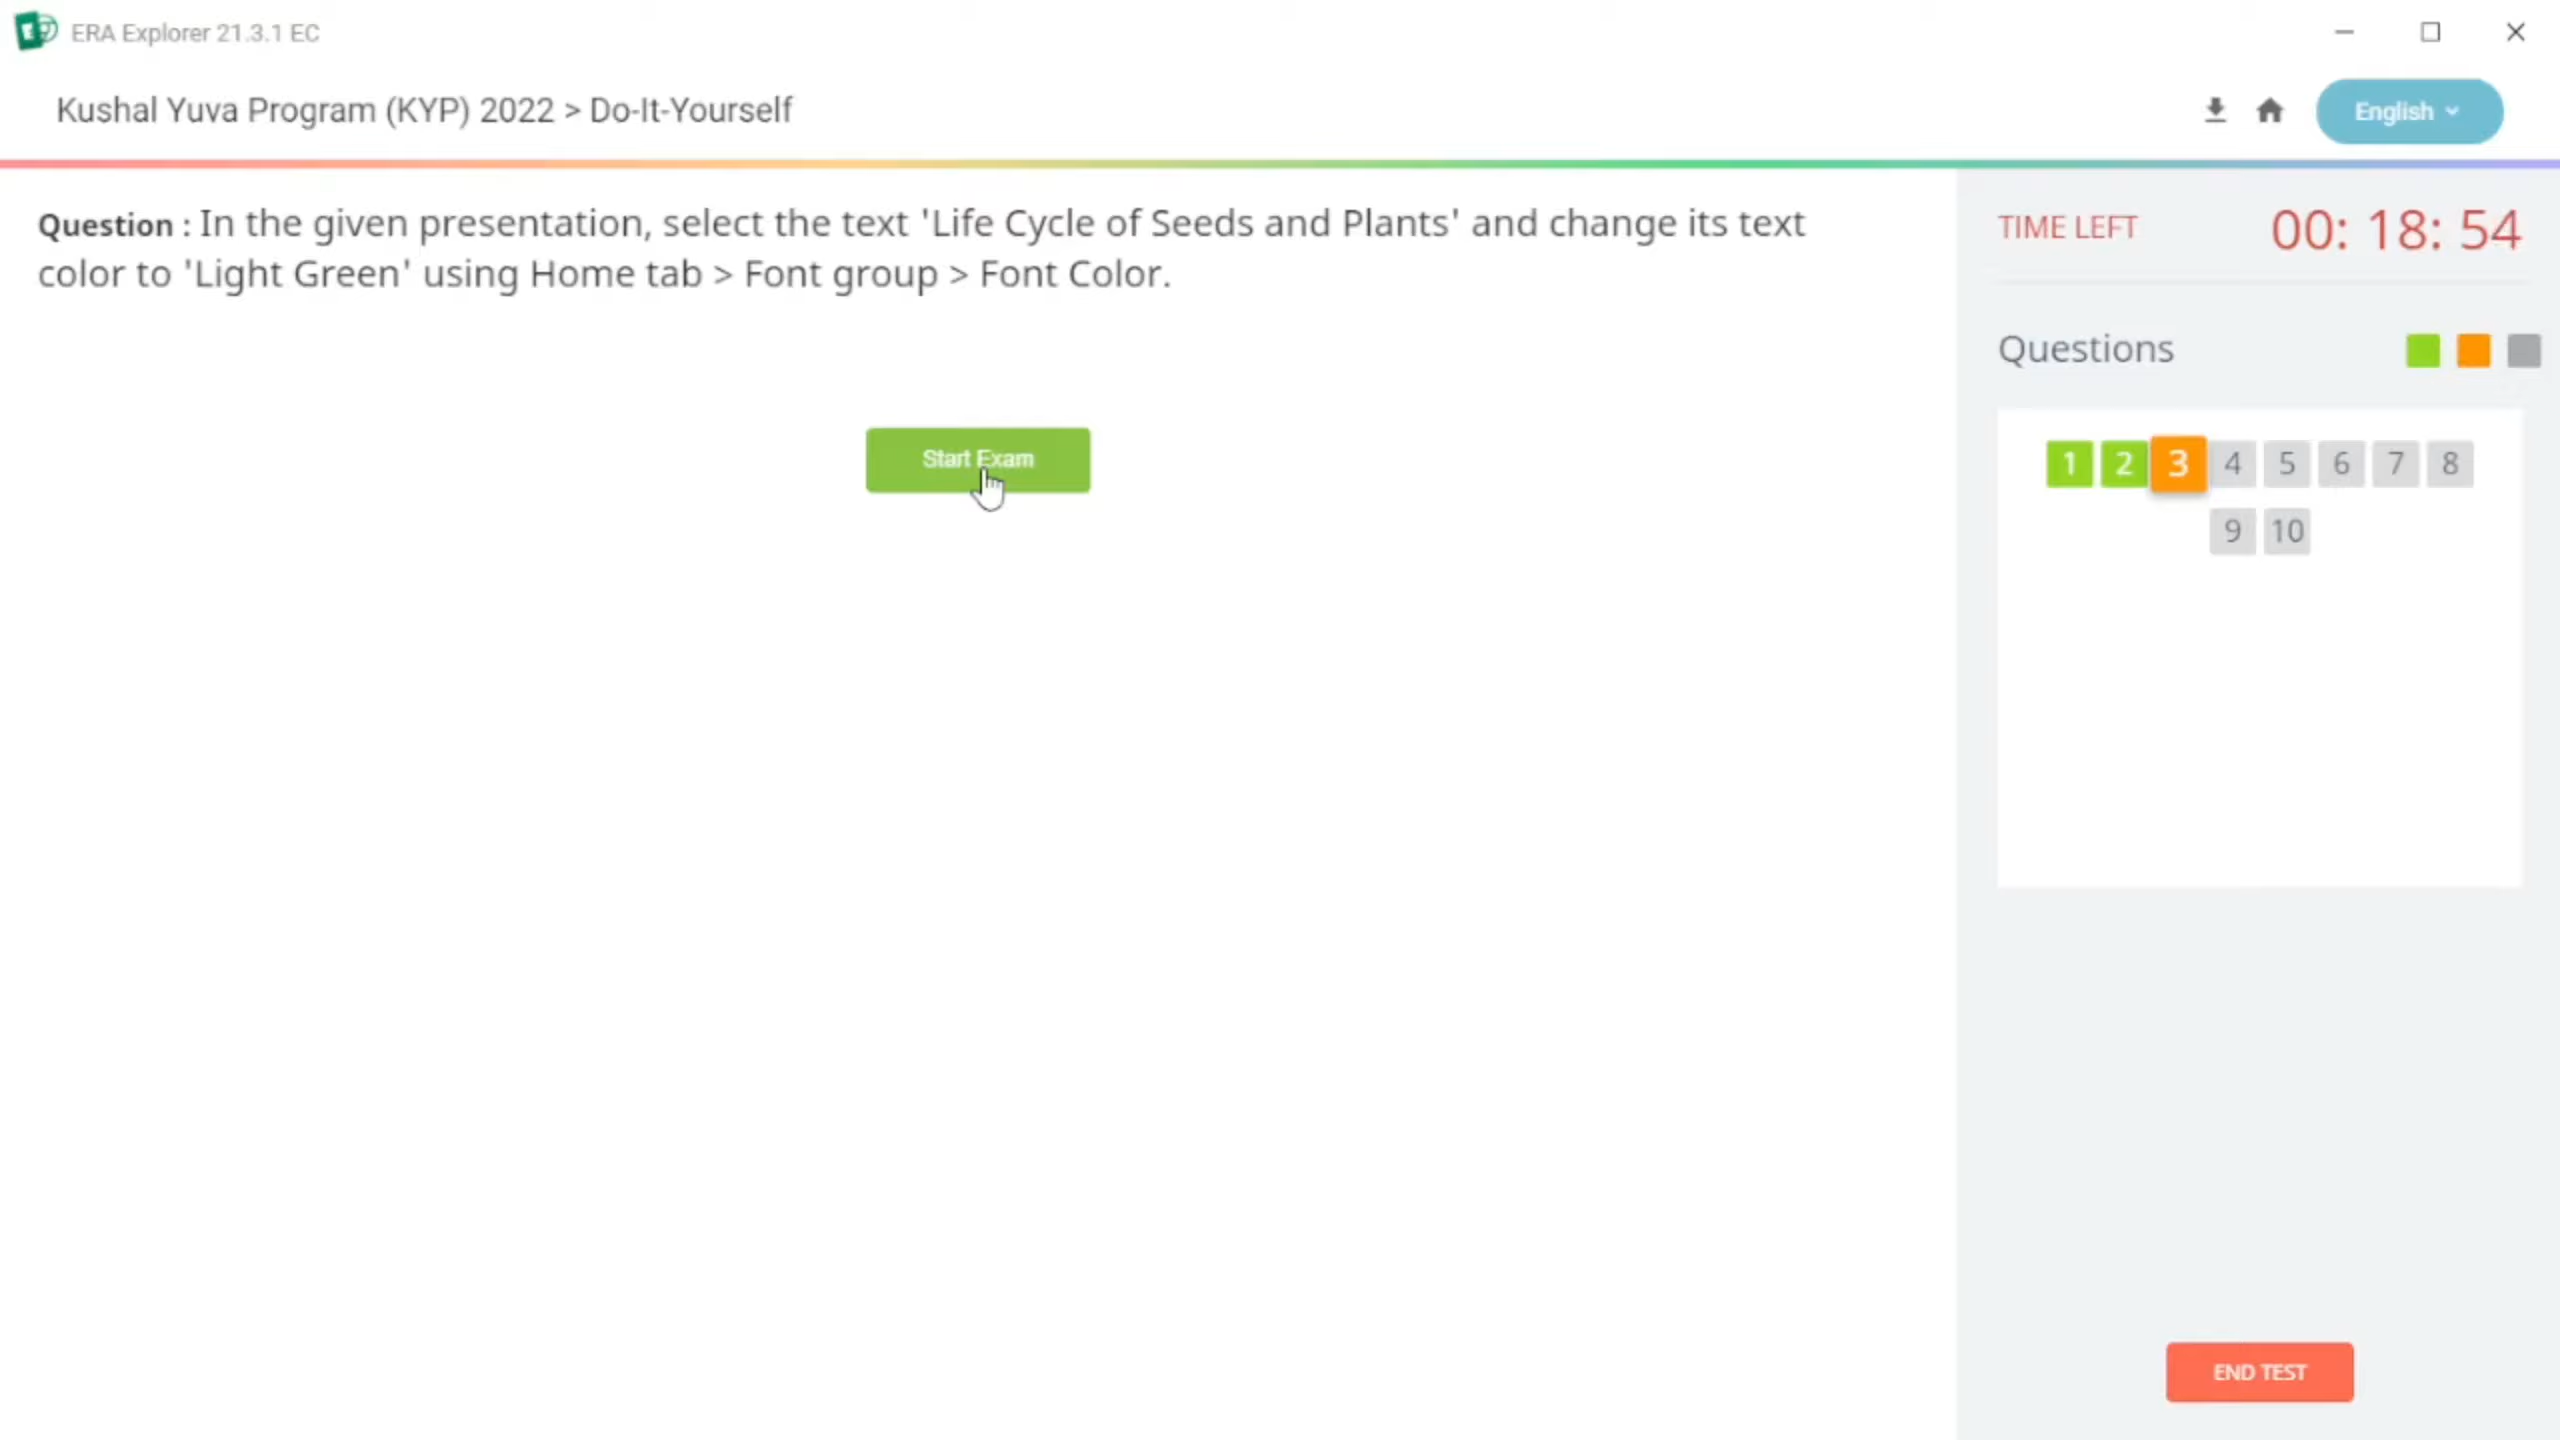 ERA Explorer 21.3.1 EC
Kushal Yuva Program (KYP) 2022 > Do-It-Yourself
English
Question : In the given presentation, select the text 'Life Cycle of Seeds and Plants' and change its text
color to 'Light Green' using Home tab > Font group > Font Color.
Start Exam
TIME LEFT 00: 18: 54
Questions
1 2 3 4 5 6 7 8
9 10
END TEST